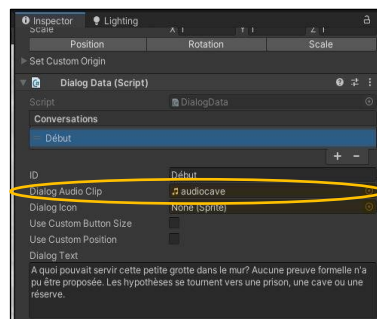 Inspector Lighting
Scale X 1 Y 1 Z 1
Position Rotation Scale
Set Custom Origin
Dialog Data (Script)
Script DialogData
Conversations
Début
+ −
ID Début
Dialog Audio Clip audiocave
Dialog Icon None (Sprite)
Use Custom Button Size
Use Custom Position
Dialog Text
A quoi pouvait servir cette petite grotte dans le mur? Aucune preuve formelle n'a
pu être proposée. Les hypothèses se tournent vers une prison, une cave ou une
réserve.